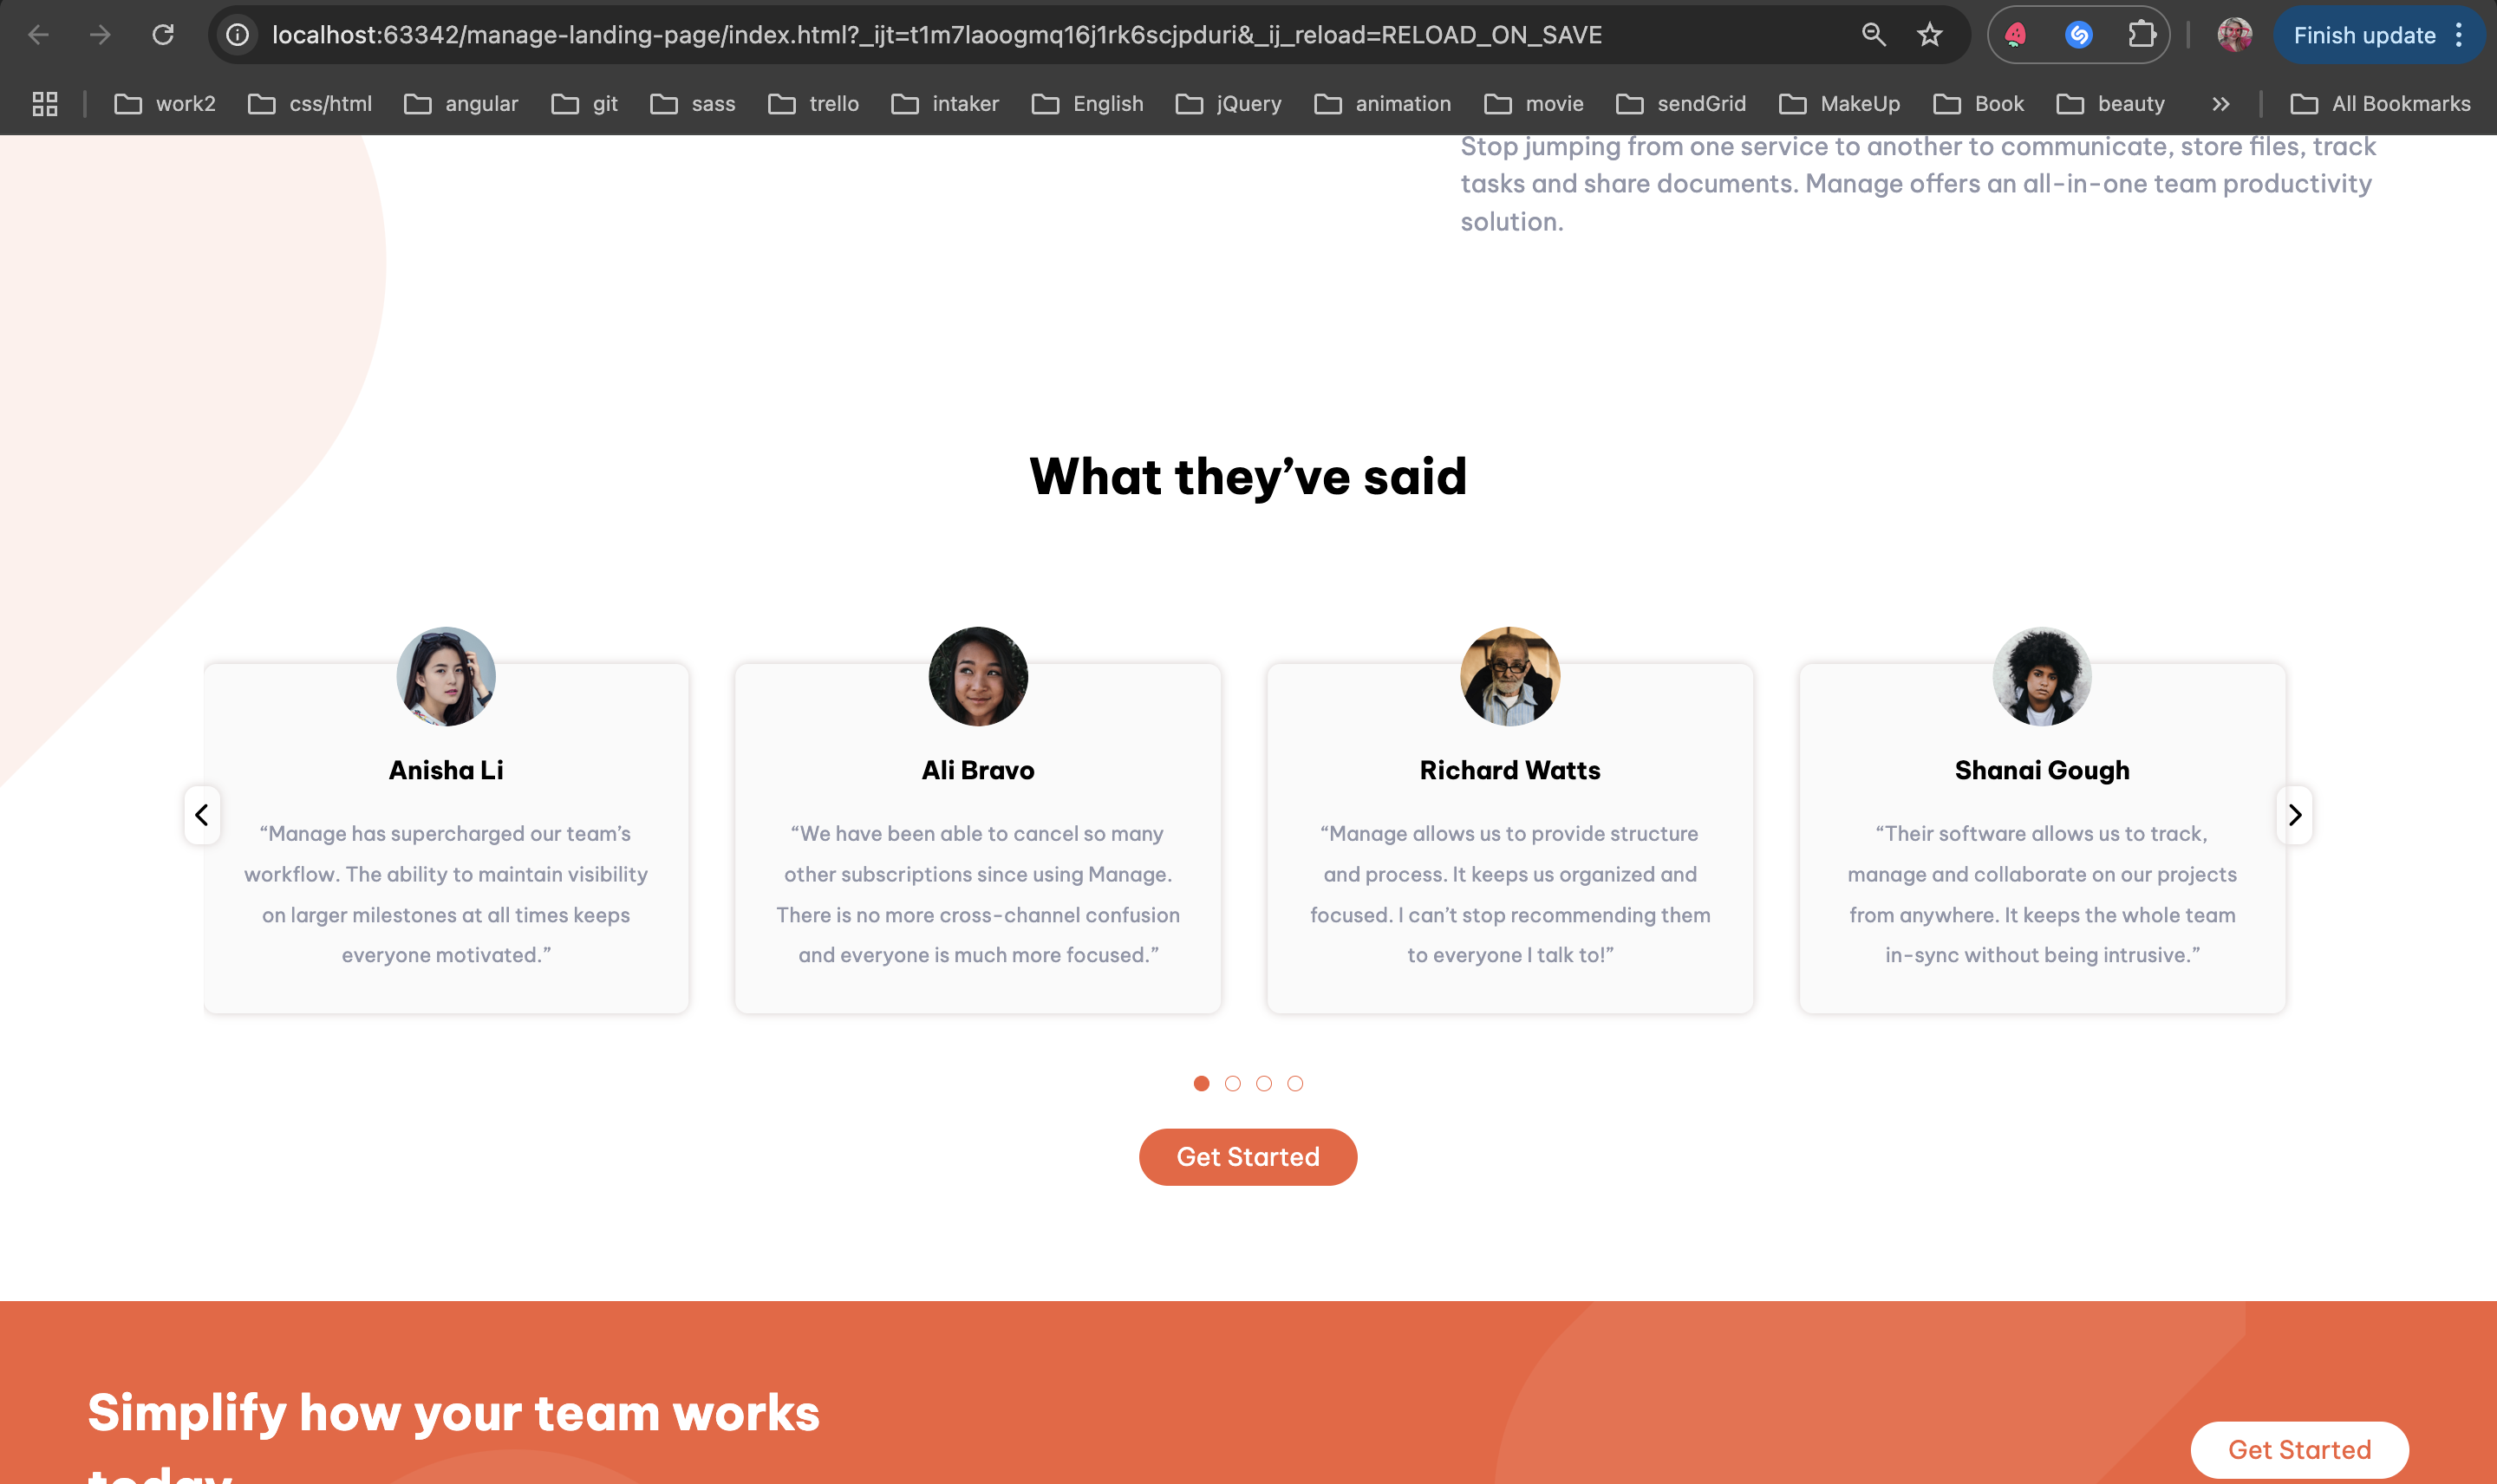 localhost:63342/manage-landing-page/index.html?_ijt=t1m7laoogmq16j1rk6scjpduri&_ij_reload=RELOAD_ON_SAVE
Finish update
work2
css/html
angular
git
sass
trello
intaker
English
jQuery
animation
movie
sendGrid
MakeUp
Book
beauty
All Bookmarks
Stop jumping from one service to another to communicate, store files, track
tasks and share documents. Manage offers an all-in-one team productivity
solution.
What they’ve said
Anisha Li
“Manage has supercharged our team’s
workflow. The ability to maintain visibility
on larger milestones at all times keeps
everyone motivated.”
Ali Bravo
“We have been able to cancel so many
other subscriptions since using Manage.
There is no more cross-channel confusion
and everyone is much more focused.”
Richard Watts
“Manage allows us to provide structure
and process. It keeps us organized and
focused. I can’t stop recommending them
to everyone I talk to!”
Shanai Gough
“Their software allows us to track,
manage and collaborate on our projects
from anywhere. It keeps the whole team
in-sync without being intrusive.”
Get Started
Simplify how your team works
today
Get Started